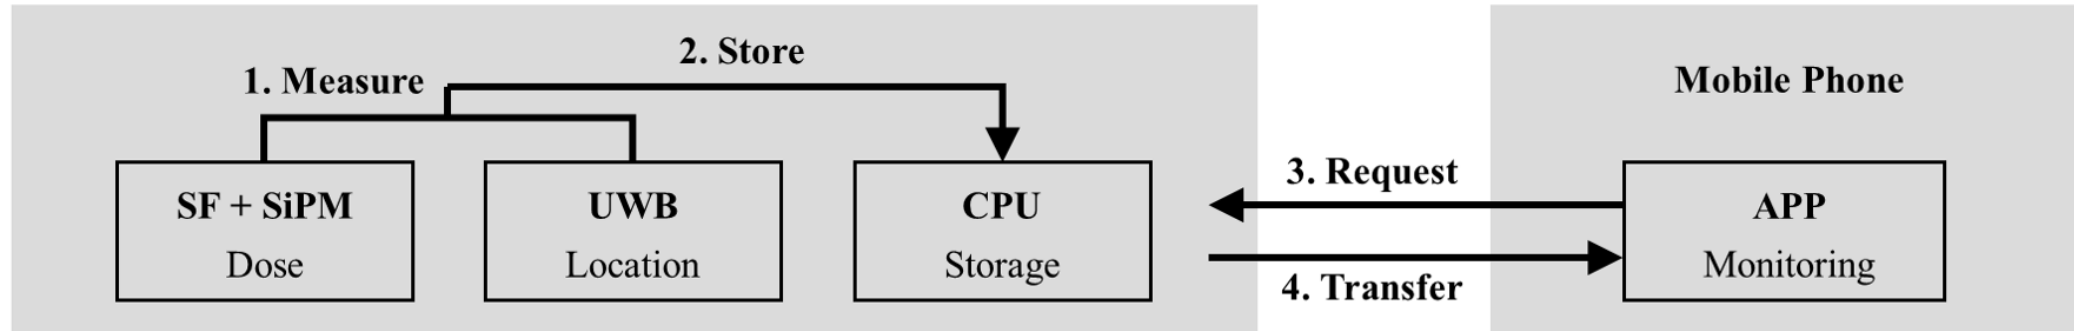 1. Measure
2. Store
SF + SiPM
Dose
UWB
Location
CPU
Storage
3. Request
4. Transfer
Mobile Phone
APP
Monitoring